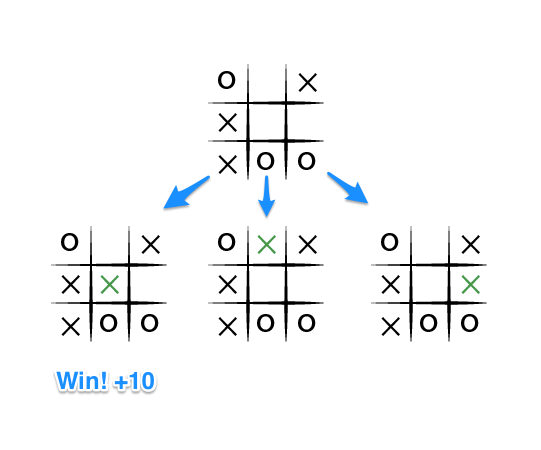 O X
X
X O O
O X X O X X O X
X X X X X
X O O X O O X O O
Win! +10